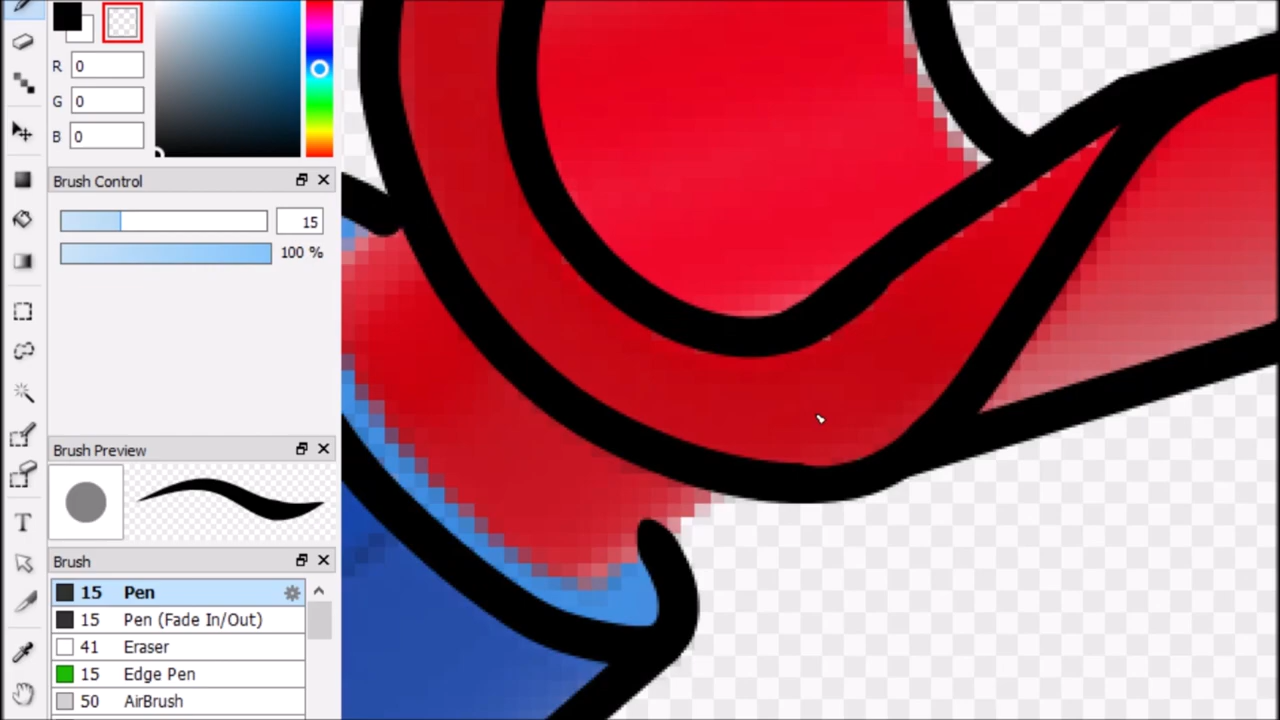 R 0
G 0
B 0
Brush Control
15
100 %
Brush Preview
Brush
15 Pen
15 Pen (Fade In/Out)
41 Eraser
15 Edge Pen
50 AirBrush